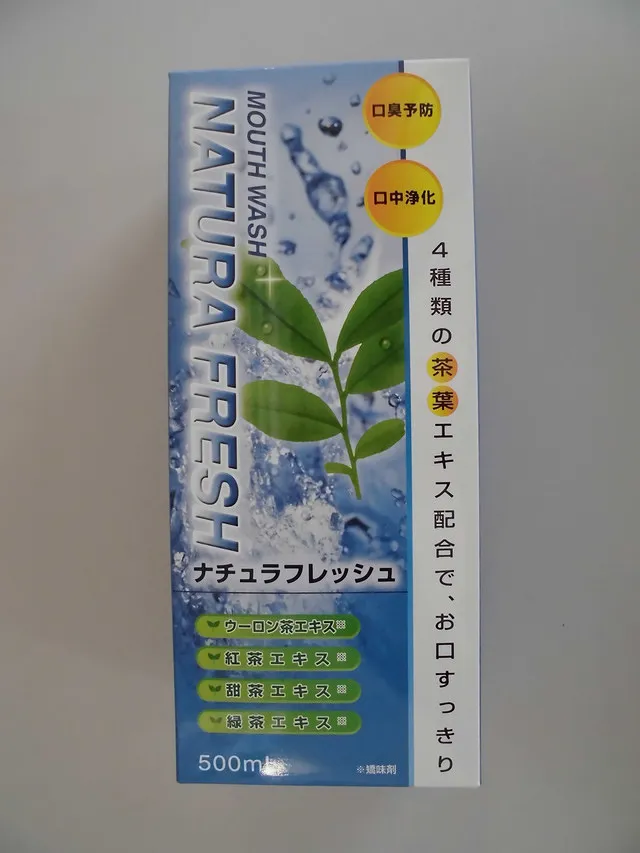 口臭予防
口中浄化
4種類の茶葉エキス配合で、お口すっきり
MOUTH WASH
NATURA FRESH
ナチュラフレッシュ
ウーロン茶エキス※
紅茶エキス※
甜茶エキス※
緑茶エキス※
500ml
※矯味剤